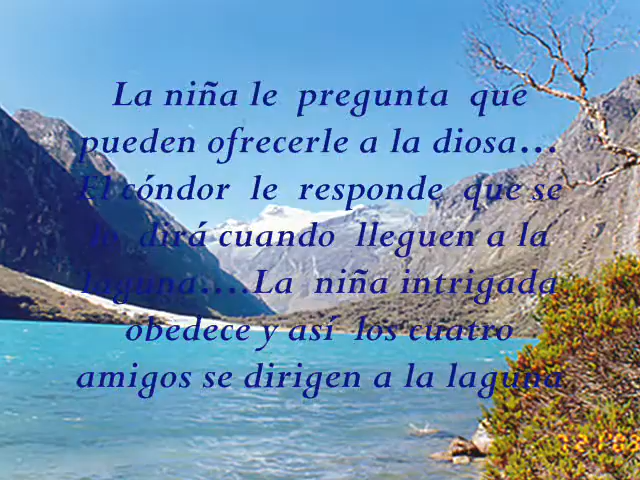 La niña le pregunta que
pueden ofrecerle a la diosa...
El cóndor le responde que se
lo dirá cuando lleguen a la
laguna....La niña intrigada
obedece y así los cuatro
amigos se dirigen a la laguna